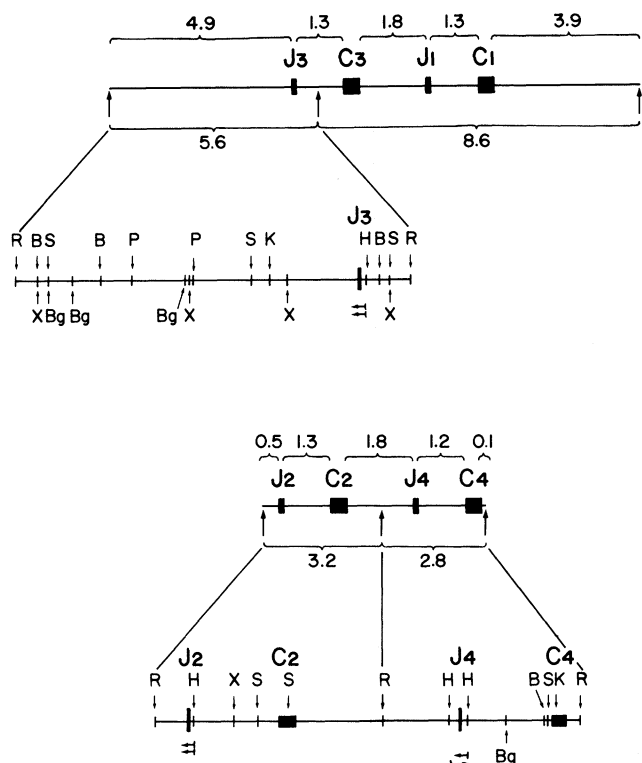 4.9 1.3 1.8 1.3 3.9
J3 C3 J1 C1
5.6 8.6
J3
R B S B P P S K H B S R
X Bg Bg Bg X X X
0.5 1.3 1.8 1.2 0.1
J2 C2 J4 C4
3.2 2.8
J2 C2 J4 C4
R H X S S R H H B S K R
Bg